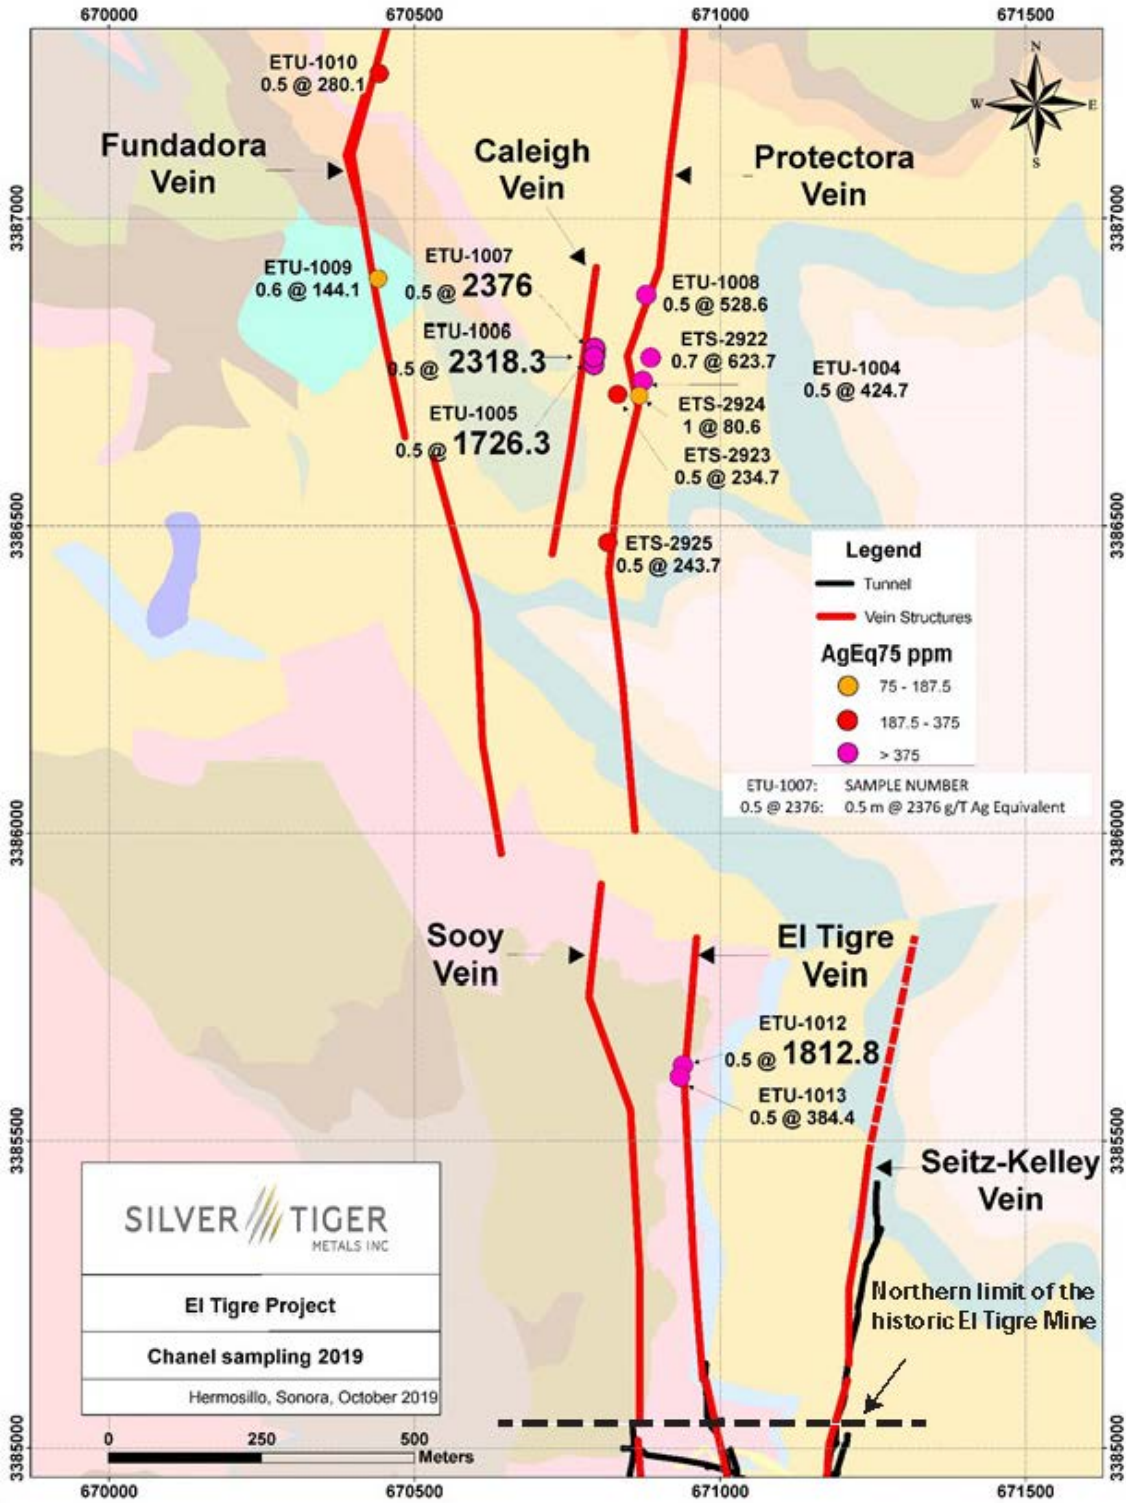 670000
670500
671000
671500
ETU-1010
0.5 @ 280.1
N
W
E
S
Fundadora
Vein
Caleigh
Vein
Protectora
Vein
3387000
3387000
ETU-1009
0.6 @ 144.1
ETU-1007
0.5 @ 2376
ETU-1008
0.5 @ 528.6
ETU-1006
0.5 @ 2318.3
ETS-2922
0.7 @ 623.7
ETU-1004
0.5 @ 424.7
ETU-1005
0.5 @ 1726.3
ETS-2924
1 @ 80.6
ETS-2923
0.5 @ 234.7
3386500
3386500
ETS-2925
0.5 @ 243.7
Legend
Tunnel
Vein Structures
AgEq75 ppm
75 - 187.5
187.5 - 375
> 375
ETU-1007: SAMPLE NUMBER
0.5 @ 2376: 0.5 m @ 2376 g/T Ag Equivalent
3386000
3386000
Sooy
Vein
El Tigre
Vein
ETU-1012
0.5 @ 1812.8
ETU-1013
0.5 @ 384.4
3385500
3385500
Seitz-Kelley
Vein
SILVER TIGER
METALS INC
El Tigre Project
Chanel sampling 2019
Hermosillo, Sonora, October 2019
Northern limit of the
historic El Tigre Mine
3385000
3385000
0 250 500
Meters
670000
670500
671000
671500